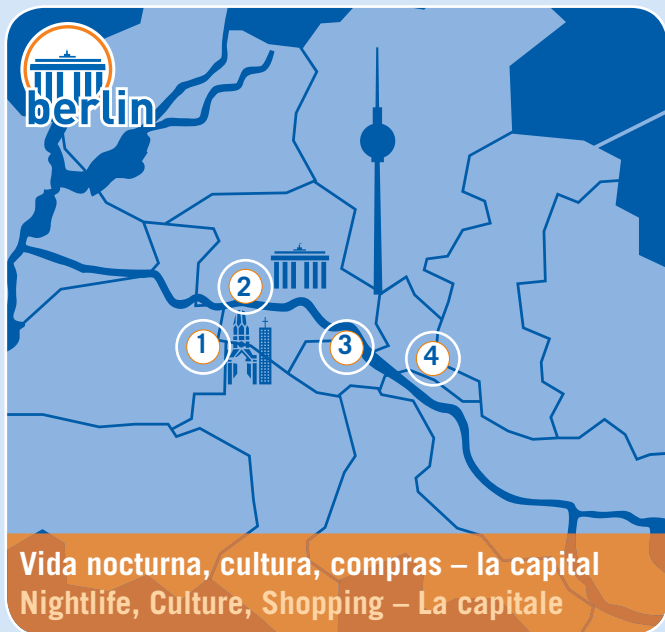 berlin
2
1
3
4
Vida nocturna, cultura, compras – la capital
Nightlife, Culture, Shopping – La capitale